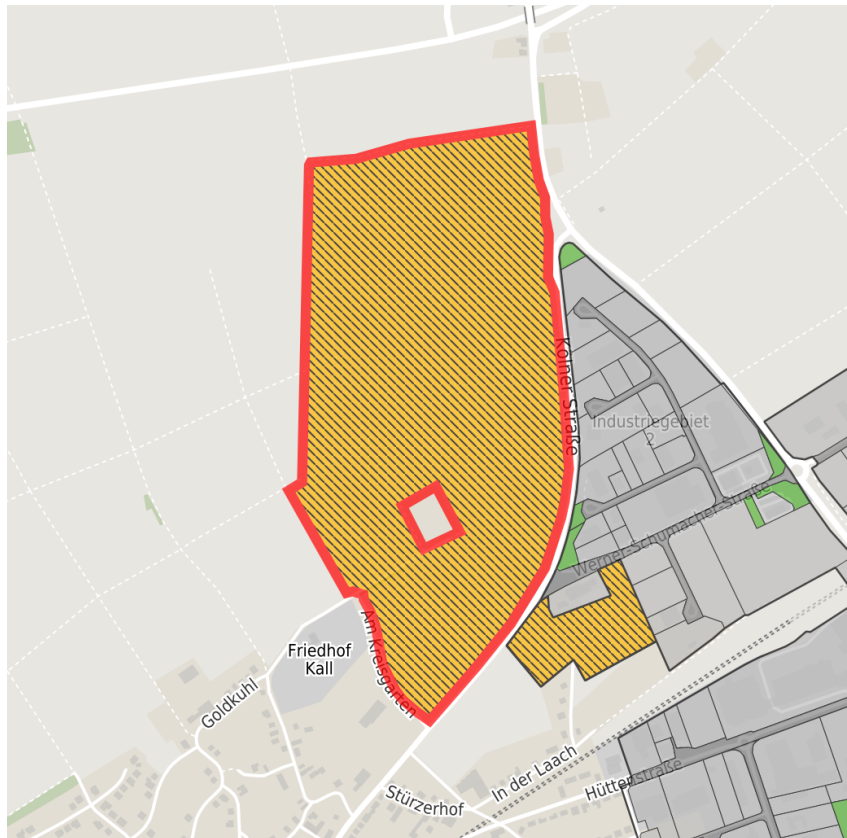 Kölner Straße
Industriegebiet
2
Werner-Schumacher-Straße
Am Kreisgarten
Friedhof
Kall
Goldkuhl
In der Laach
Hüttenstraße
Stürzerhof